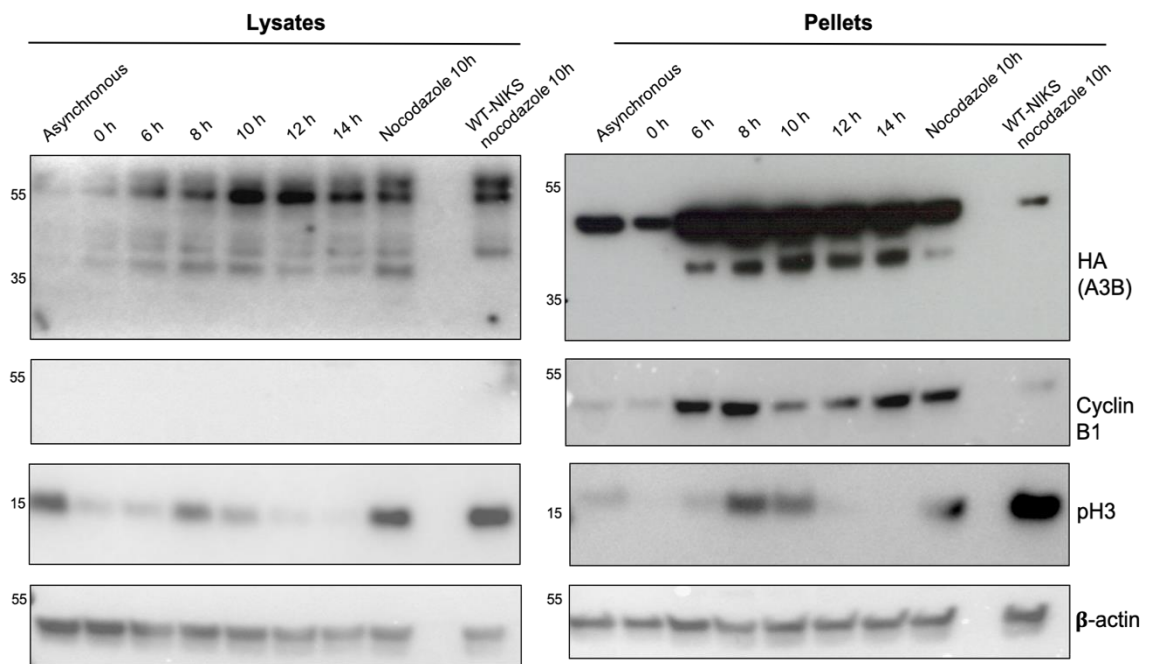 Lysates
Pellets
Asynchronous
0 h
6 h
8 h
10 h
12 h
14 h
Nocodazole 10h
WT-NIKS
nocodazole 10h
Asynchronous
0 h
6 h
8 h
10 h
12 h
14 h
Nocodazole 10h
WT-NIKS
nocodazole 10h
55
35
55
35
HA
(A3B)
55
55
Cyclin
B1
15
15
pH3
55
55
β-actin